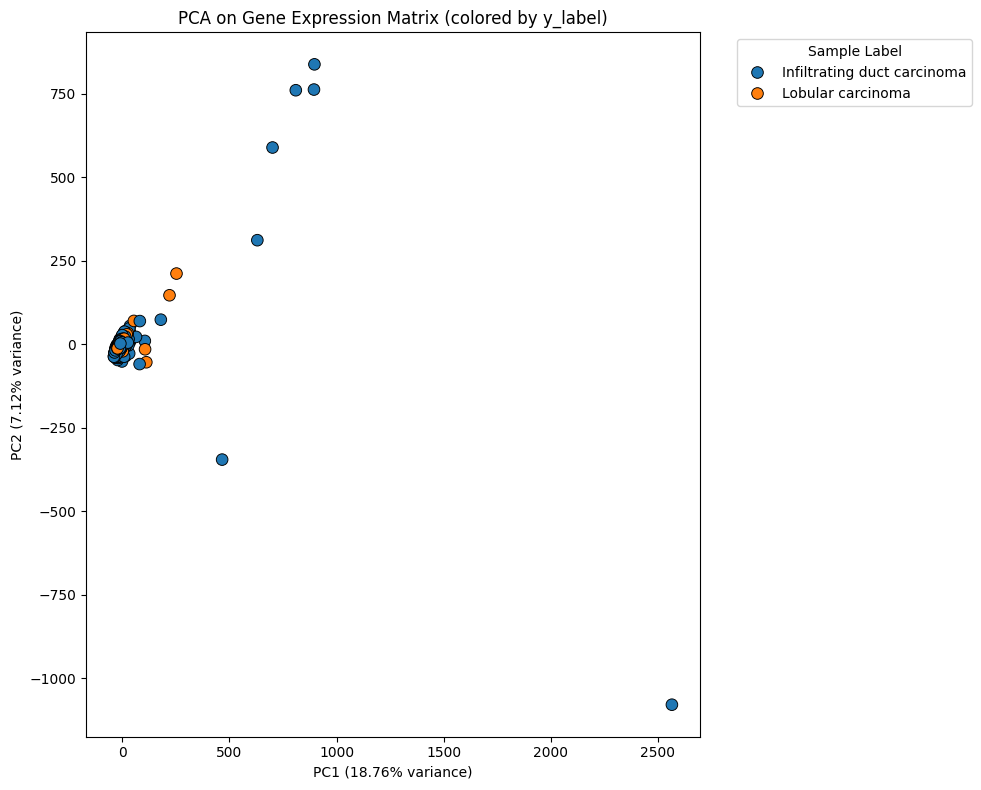 PCA on Gene Expression Matrix (colored by y_label)
Sample Label
Infiltrating duct carcinoma
Lobular carcinoma
PC2 (7.12% variance)
750
500
250
0
−250
−500
−750
−1000
0
500
1000
1500
2000
2500
PC1 (18.76% variance)